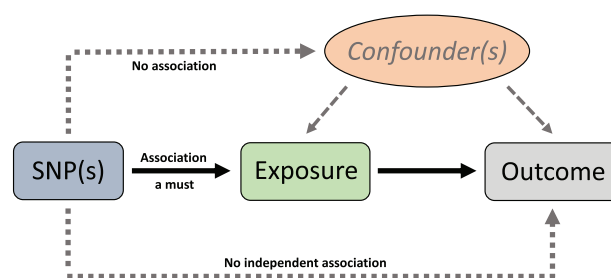 Confounder(s)
No association
SNP(s)
Association
a must
Exposure
Outcome
No independent association